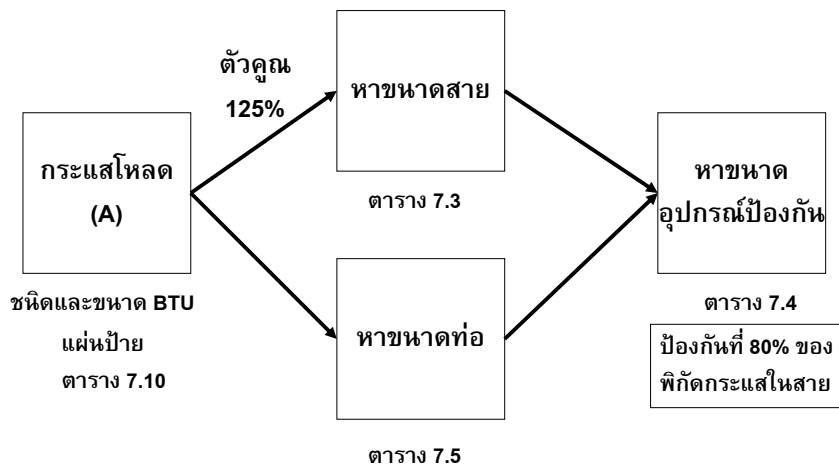 ตัวคูณ
125%
หาขนาดสาย
กระแสโหลด
(A)
หาขนาด
อุปกรณ์ป้องกัน
ตาราง 7.3
ชนิดและขนาด BTU
แผ่นป้าย
ตาราง 7.10
หาขนาดท่อ
ตาราง 7.4
ป้องกันที่ 80% ของ
พิกัดกระแสในสาย
ตาราง 7.5